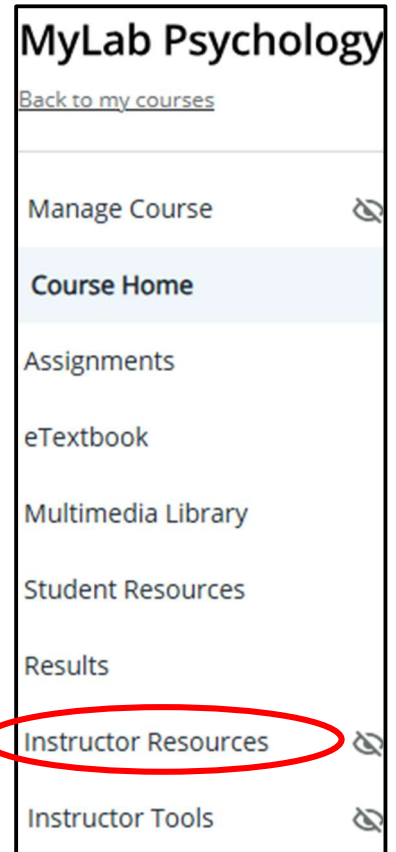 MyLab Psychology
Back to my courses
Manage Course
Course Home
Assignments
eTextbook
Multimedia Library
Student Resources
Results
Instructor Resources
Instructor Tools